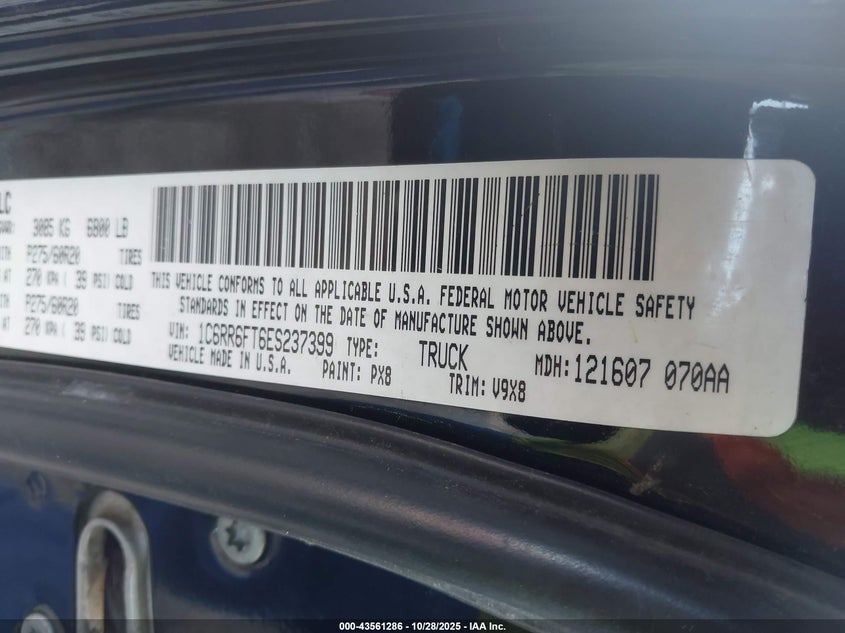 LC
3085 KG 6800 LB
P275/60R20 TIRES
AT 270 KPA ( 39 PSI) COLD
P275/60R20 TIRES
AT 270 KPA ( 39 PSI) COLD
THIS VEHICLE CONFORMS TO ALL APPLICABLE U.S.A. FEDERAL MOTOR VEHICLE SAFETY
STANDARDS IN EFFECT ON THE DATE OF MANUFACTURE SHOWN ABOVE.
VIN: 1C6RR6FT6ES237399 TYPE: TRUCK MDH:121607 070AA
VEHICLE MADE IN U.S.A. PAINT: PX8 TRIM: V9X8
000-43561286 - 10/28/2025 - IAA Inc.